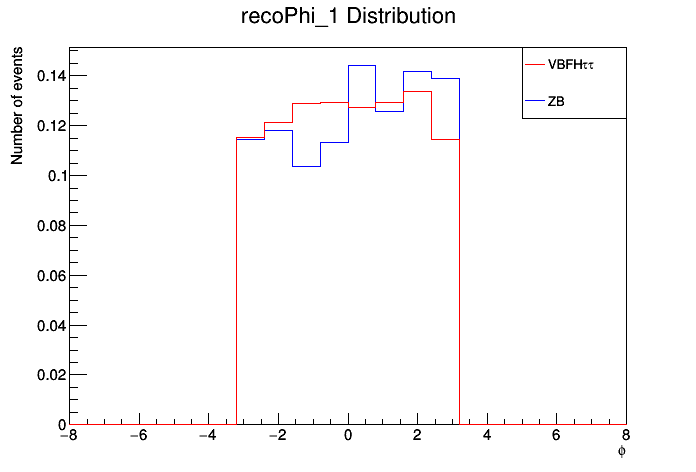 recoPhi_1 Distribution
Number of events
VBFHττ
ZB
0.14
0.12
0.1
0.08
0.06
0.04
0.02
0
−8 −6 −4 −2 0 2 4 6 8
ϕ